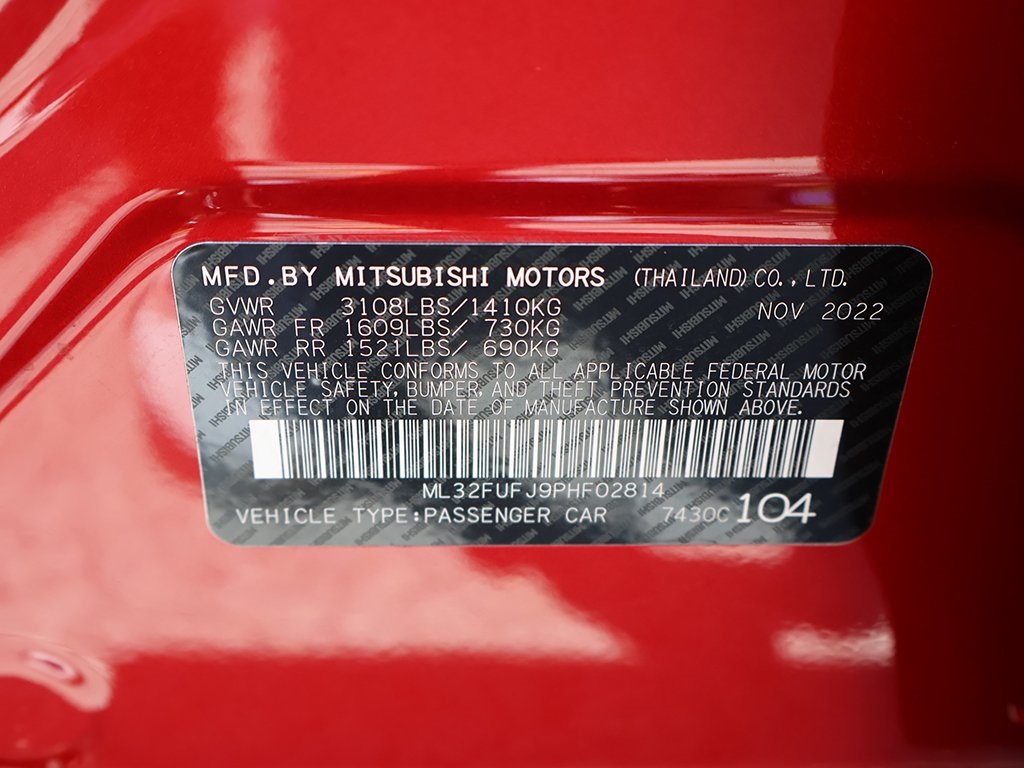 MFD.BY MITSUBISHI MOTORS (THAILAND) CO., LTD.
GVWR 3108LBS/1410KG NOV 2022
GAWR FR 1609LBS/ 730KG
GAWR RR 1521LBS/ 690KG
THIS VEHICLE CONFORMS TO ALL APPLICABLE FEDERAL MOTOR
VEHICLE SAFETY, BUMPER, AND THEFT PREVENTION STANDARDS
IN EFFECT ON THE DATE OF MANUFACTURE SHOWN ABOVE.
ML32FUFJ9PHF02814
VEHICLE TYPE:PASSENGER CAR 7430C 104